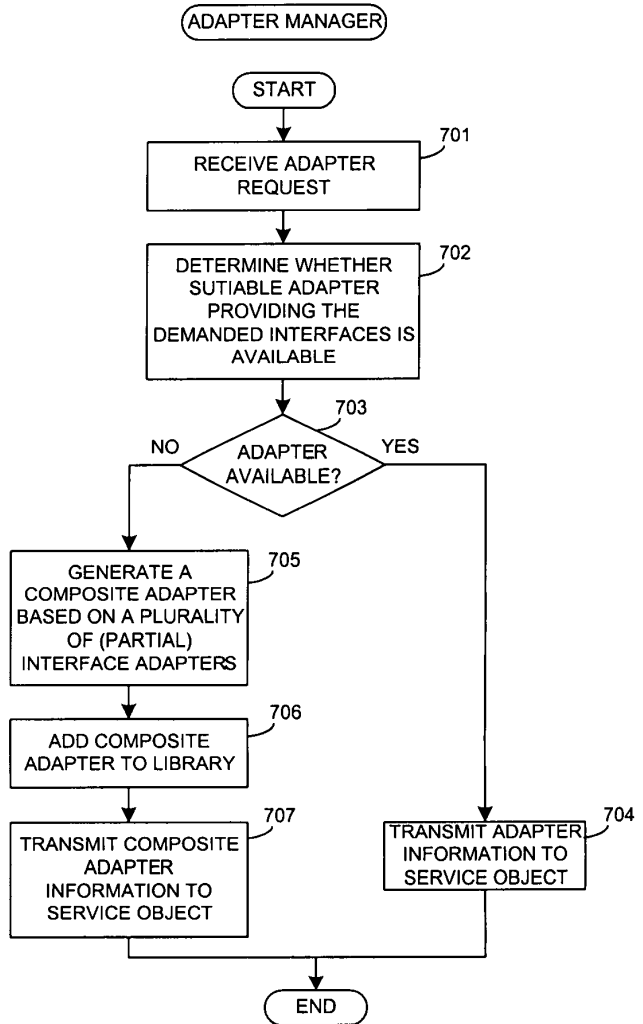 ADAPTER MANAGER
START
701
RECEIVE ADAPTER
REQUEST
702
DETERMINE WHETHER
SUTIABLE ADAPTER
PROVIDING THE
DEMANDED INTERFACES IS
AVAILABLE
703
NO
YES
ADAPTER
AVAILABLE?
705
GENERATE A
COMPOSITE ADAPTER
BASED ON A PLURALITY
OF (PARTIAL)
INTERFACE ADAPTERS
706
ADD COMPOSITE
ADAPTER TO LIBRARY
707
TRANSMIT COMPOSITE
ADAPTER
INFORMATION TO
SERVICE OBJECT
704
TRANSMIT ADAPTER
INFORMATION TO
SERVICE OBJECT
END